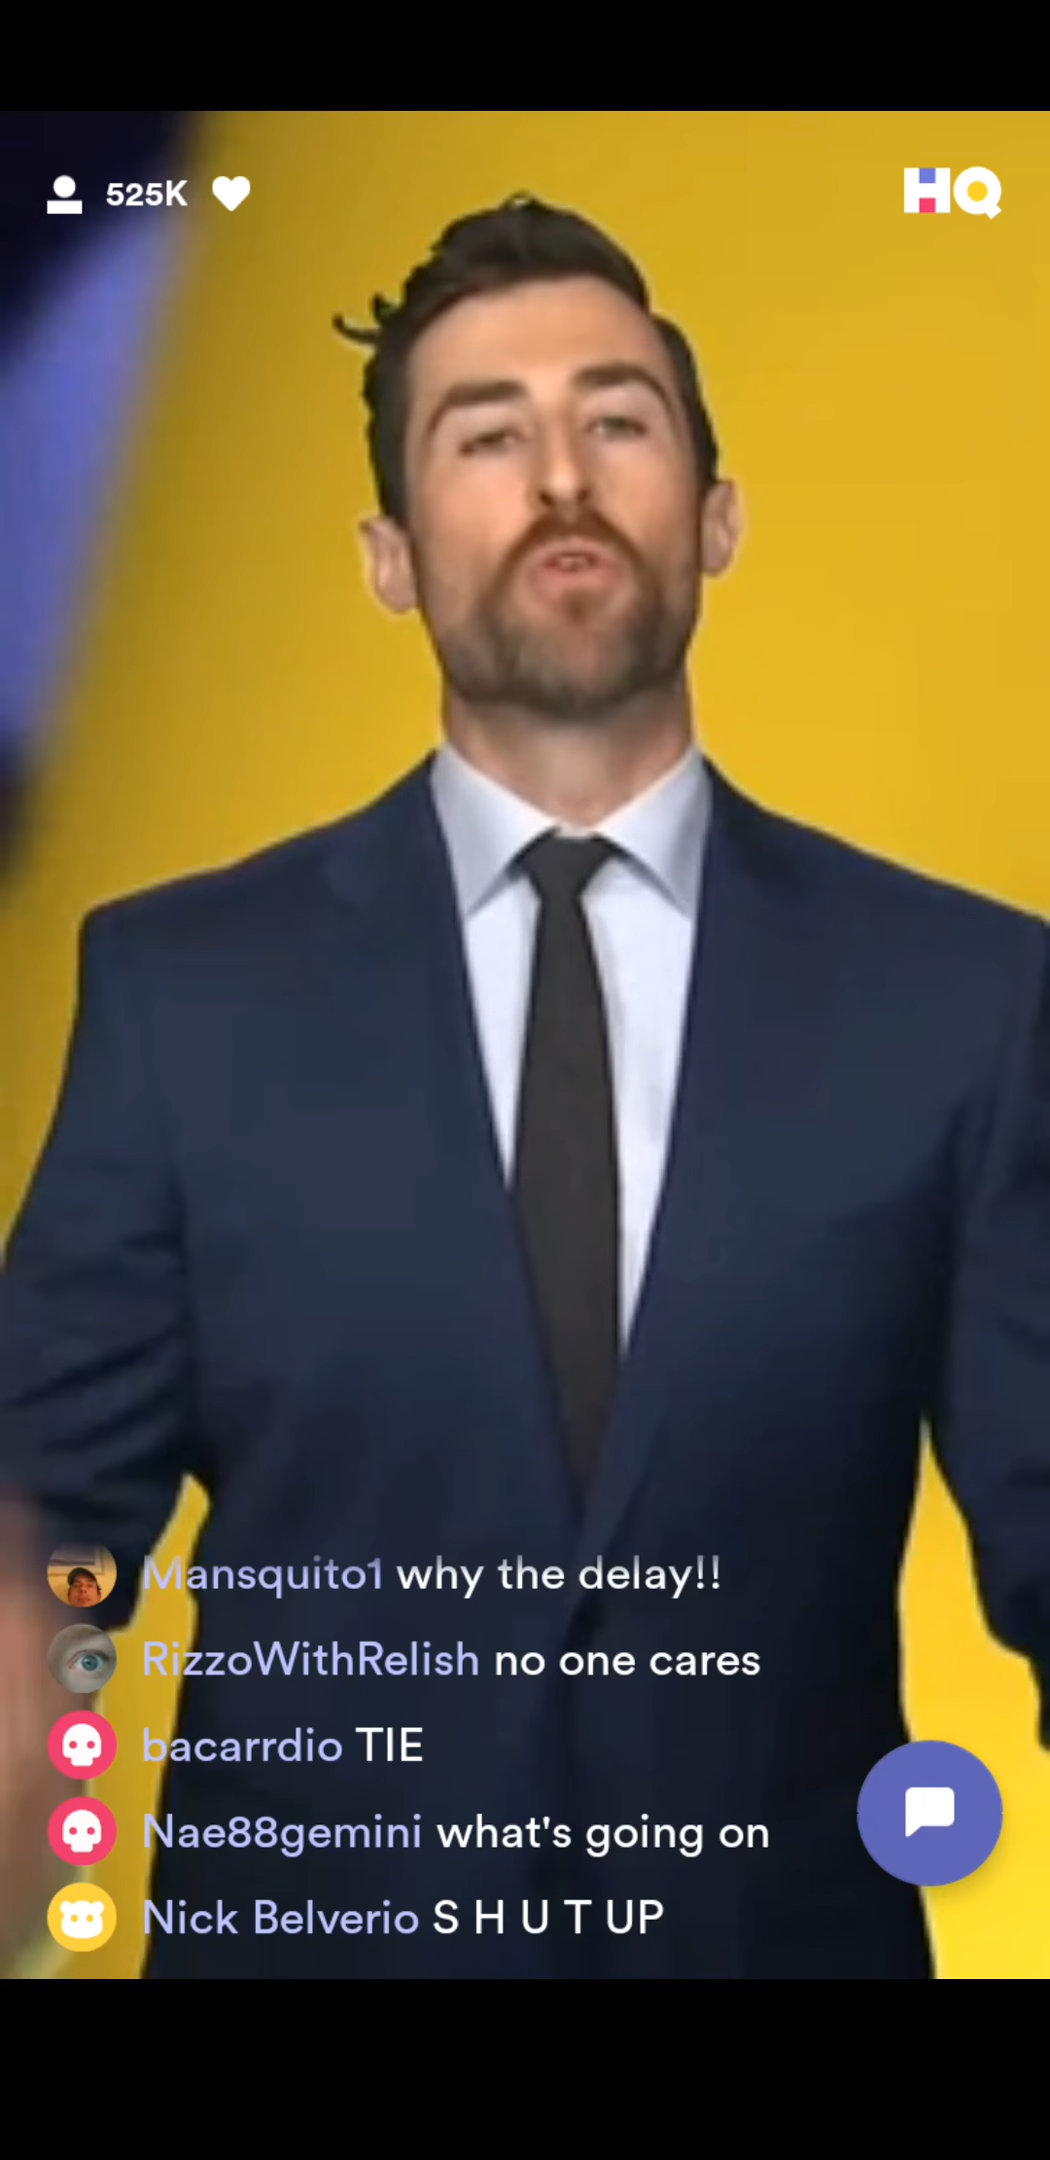 525K
HQ
Mansquito1 why the delay!!
RizzoWithRelish no one cares
bacarrdio TIE
Nae88gemini what's going on
Nick Belverio S H U T UP